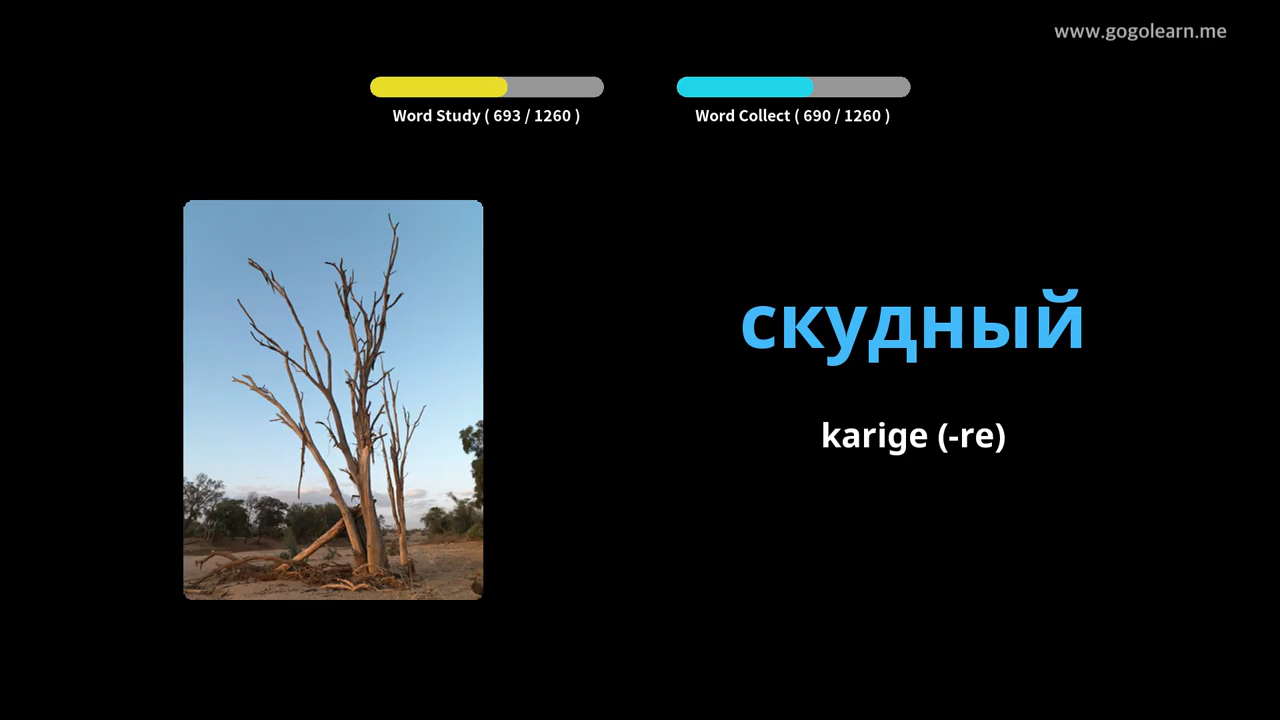 www.gogolearn.me
Word Study ( 693 / 1260 )
Word Collect ( 690 / 1260 )
скудный
karige (-re)